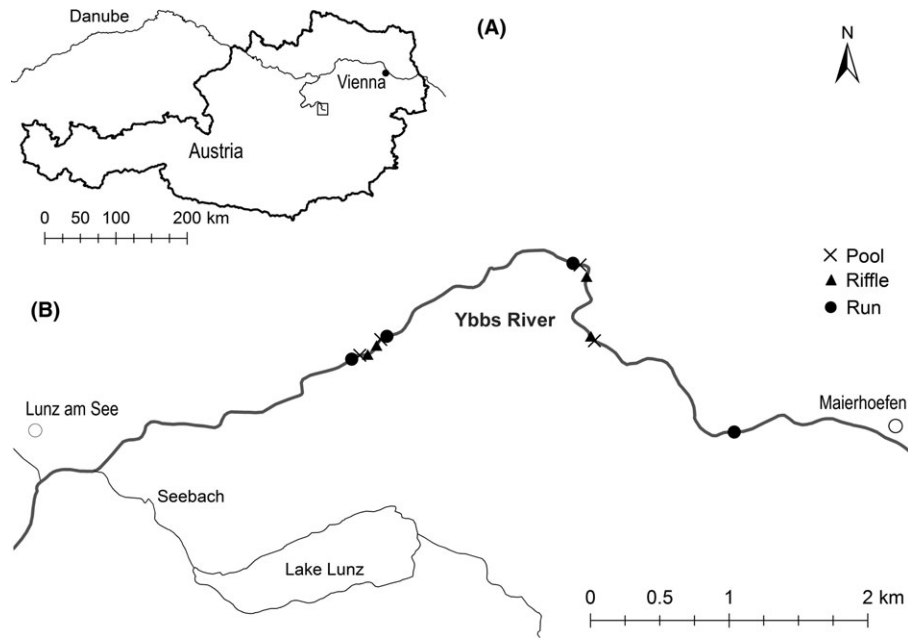 Danube
(A)
N
Vienna
Austria
0 50 100 200 km
Pool
Riffle
Run
(B)
Ybbs River
Lunz am See
Maierhoefen
Seebach
Lake Lunz
0 0.5 1 2 km